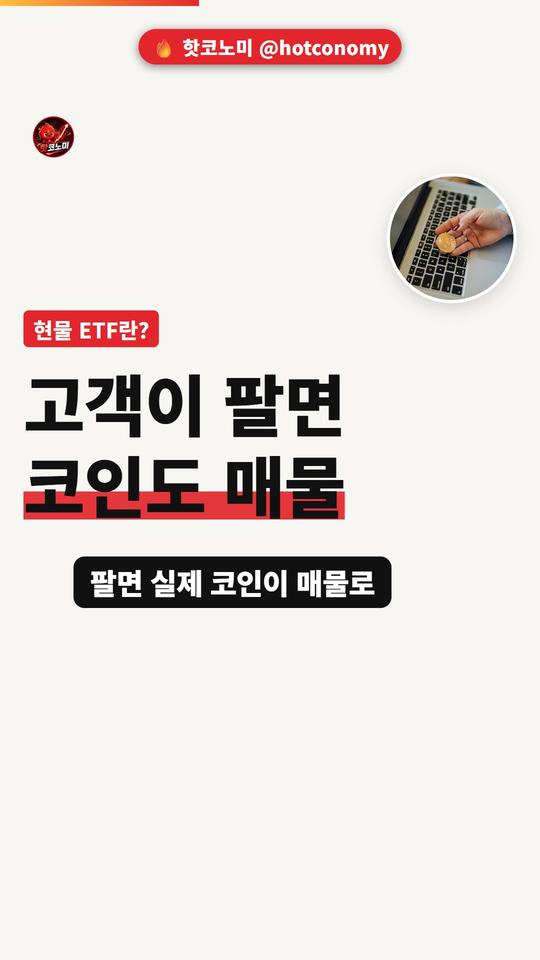 핫코노미 @hotconomy
핫코노미
현물 ETF란?
고객이 팔면
코인도 매물
팔면 실제 코인이 매물로